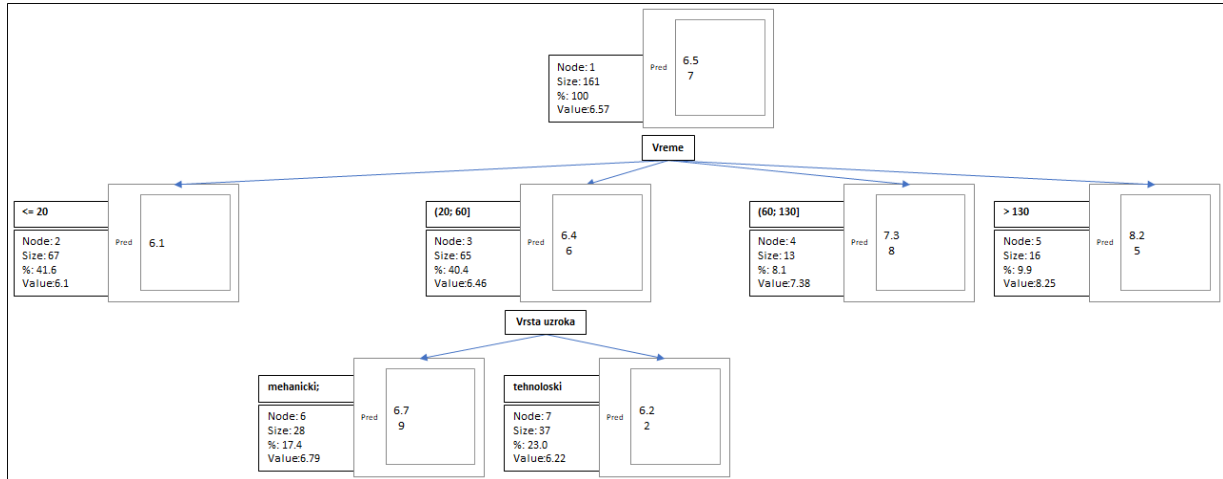 Node: 1
Size: 161
%: 100
Value:6.57
Pred
6.5
7
Vreme
<= 20
Node: 2
Size: 67
%: 41.6
Value:6.1
Pred
6.1
(20; 60]
Node: 3
Size: 65
%: 40.4
Value:6.46
Pred
6.4
6
(60; 130]
Node: 4
Size: 13
%: 8.1
Value:7.38
Pred
7.3
8
> 130
Node: 5
Size: 16
%: 9.9
Value:8.25
Pred
8.2
5
Vrsta uzroka
mehanicki;
Node: 6
Size: 28
%: 17.4
Value:6.79
Pred
6.7
9
tehnoloski
Node: 7
Size: 37
%: 23.0
Value:6.22
Pred
6.2
2